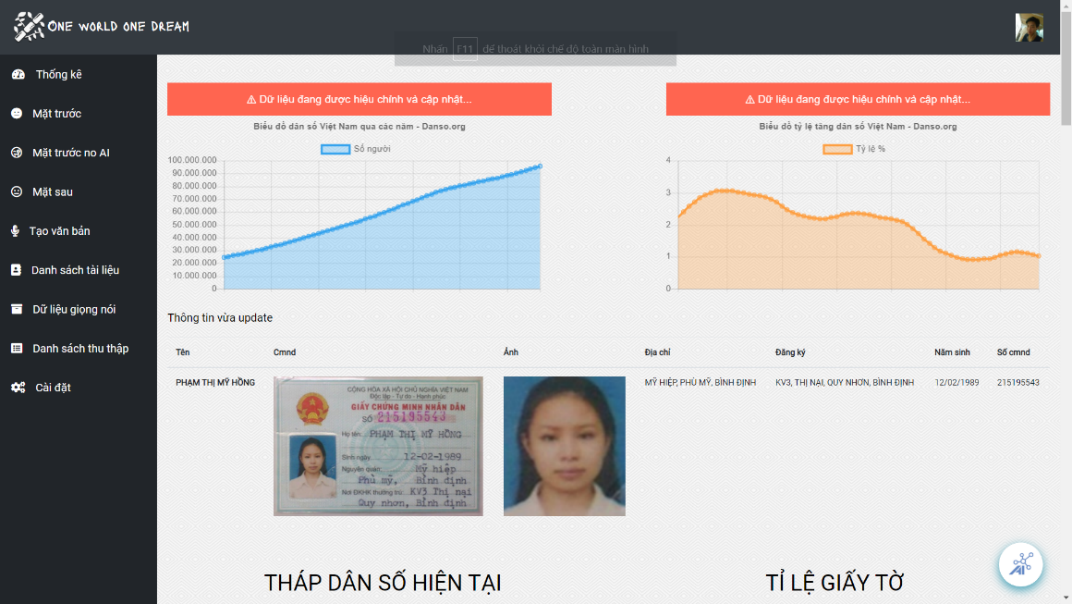 ONE WORLD ONE DREAM
Nhấn F11 để thoát khỏi chế độ toàn màn hình
Thống kê
Mặt trước
Mặt trước no AI
Mặt sau
Tạo văn bản
Danh sách tài liệu
Dữ liệu giọng nói
Danh sách thu thập
Cài đặt
Dữ liệu đang được hiệu chỉnh và cập nhật...
Biểu đồ dân số Việt Nam qua các năm - Danso.org
Số người
100.000.000
90.000.000
80.000.000
70.000.000
60.000.000
50.000.000
40.000.000
30.000.000
20.000.000
10.000.000
0
Dữ liệu đang được hiệu chỉnh và cập nhật...
Biểu đồ tỷ lệ tăng dân số Việt Nam - Danso.org
Tỷ lệ %
4
3
2
1
0
Thông tin vừa update
Tên Cmnd Ảnh Địa chỉ Đăng ký Năm sinh Số cmnd
PHẠM THỊ MỸ HỒNG
CỘNG HÒA XÃ HỘI CHỦ NGHĨA VIỆT NAM
Độc lập - Tự do - Hạnh phúc
GIẤY CHỨNG MINH NHÂN DÂN
SỐ 215195543
Họ tên: PHẠM THỊ MỸ HỒNG
Sinh ngày: 12-02-1989
Nguyên quán: Mỹ hiệp
Phù mỹ, Bình định
Nơi ĐKHK thường trú: KV3 Thị nại
Quy nhơn, Bình định
MỸ HIỆP, PHÙ MỸ, BÌNH ĐỊNH
KV3, THỊ NẠI, QUY NHƠN, BÌNH ĐỊNH
12/02/1989
215195543
THÁP DÂN SỐ HIỆN TẠI
TỈ LỆ GIẤY TỜ
AI